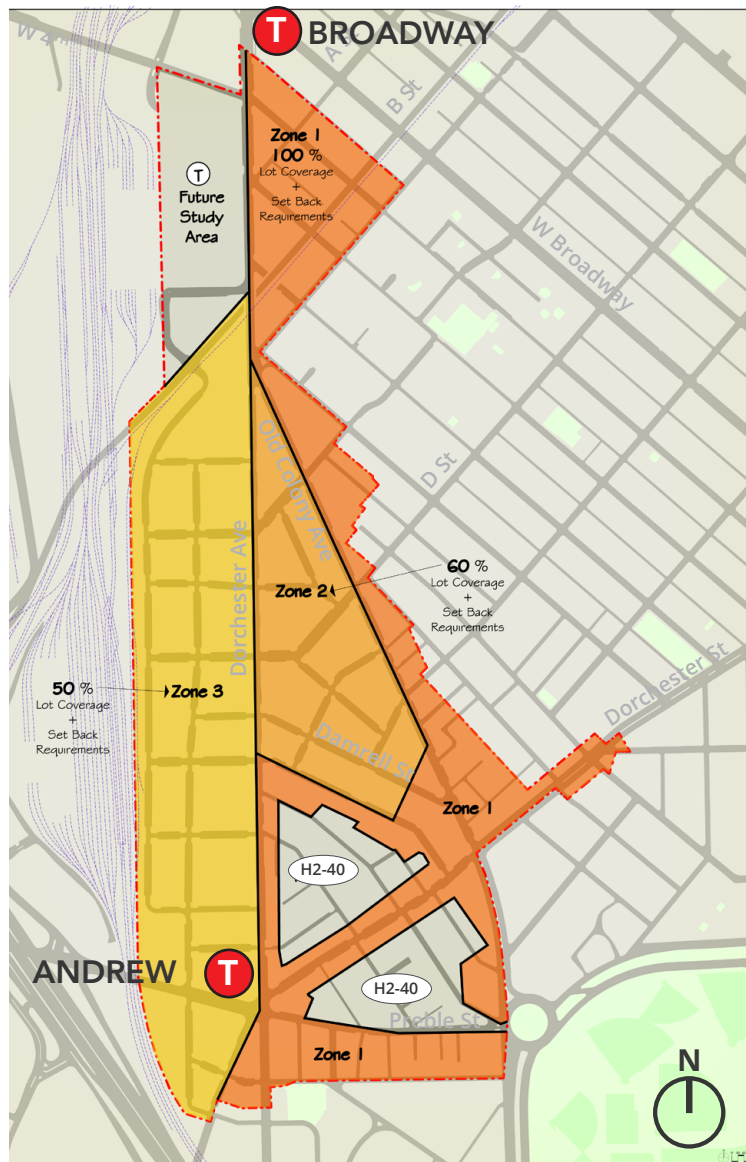 T BROADWAY
W 4th
A
B St
Zone 1
100 %
Lot Coverage
+
Set Back
Requirements
T
Future
Study
Area
W Broadway
Old Colony Ave
D St
Dorchester Ave
60 %
Lot Coverage
+
Set Back
Requirements
Zone 2
Dorchester St
50 %
Lot Coverage
+
Set Back
Requirements
Zone 3
Damrell St
Zone 1
H2-40
ANDREW T
H2-40
Preble St
Zone 1
N